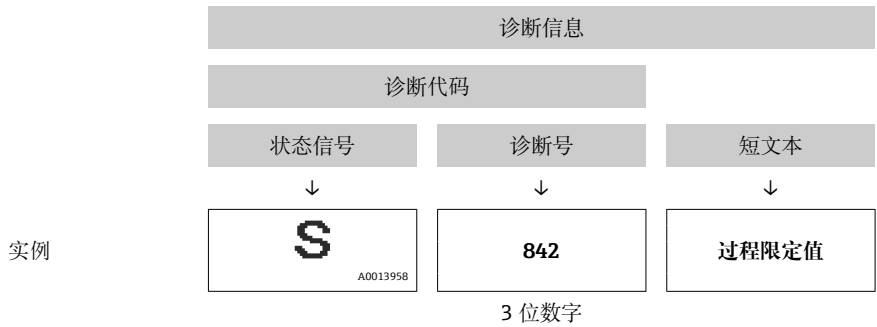 诊断信息
诊断代码
状态信号 诊断号 短文本
↓ ↓ ↓
实例 S 842 过程限定值
A0013958
3 位数字